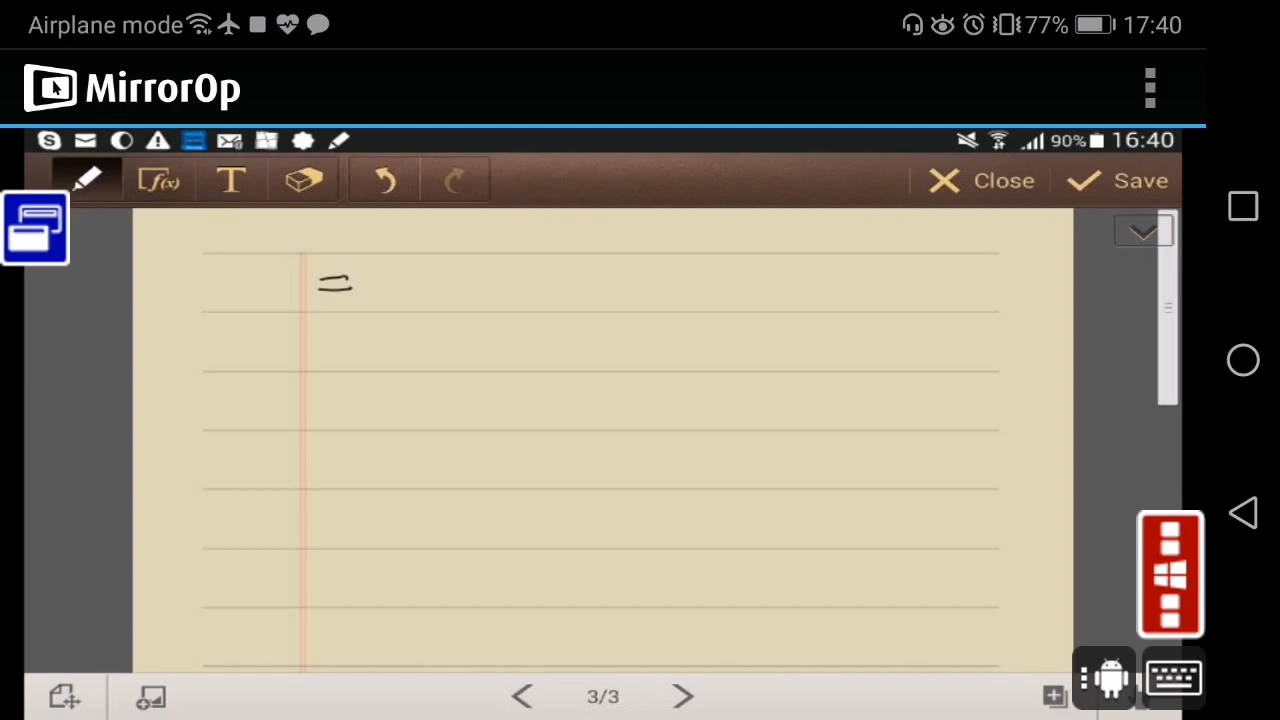 Airplane mode 77% 17:40
MirrorOp
90% 16:40
f(x) T Close Save
=
3/3